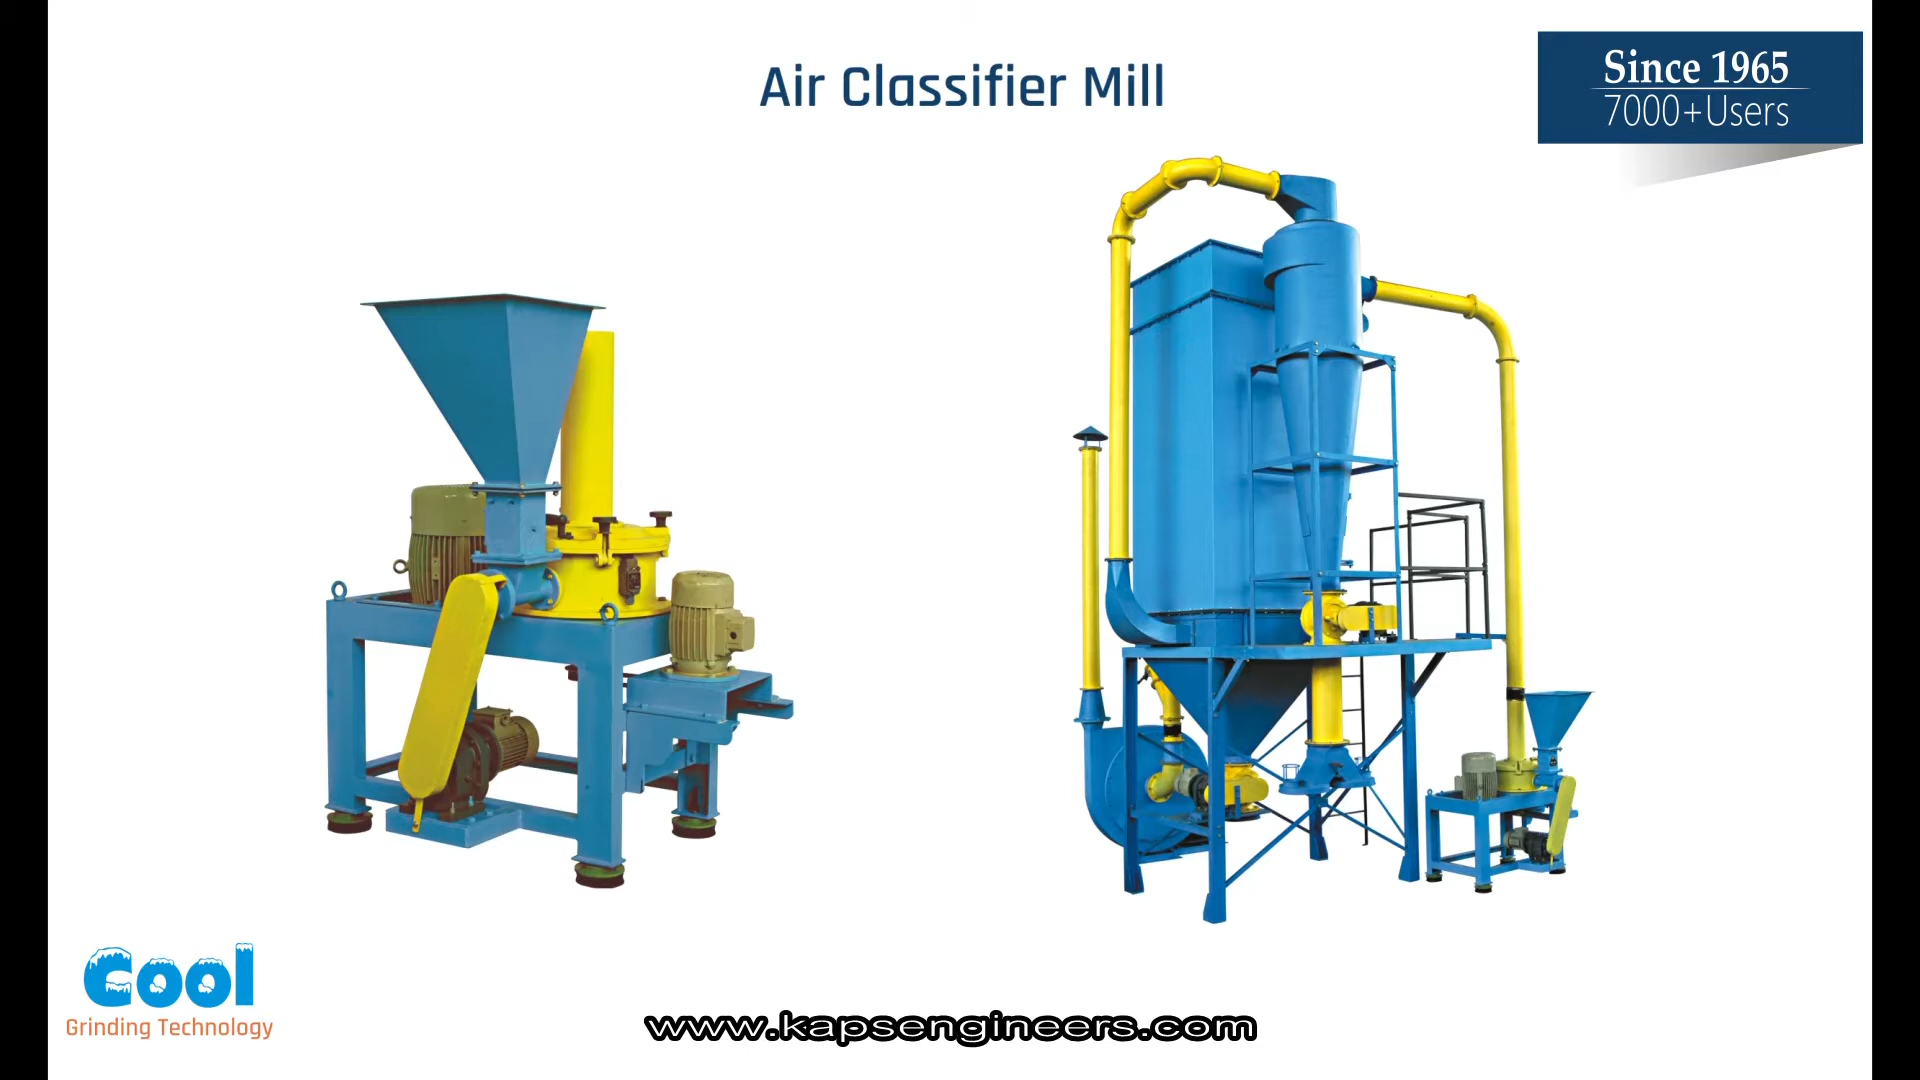 Air Classifier Mill
Since 1965
7000+Users
Cool
Grinding Technology
www.kapsengineers.com